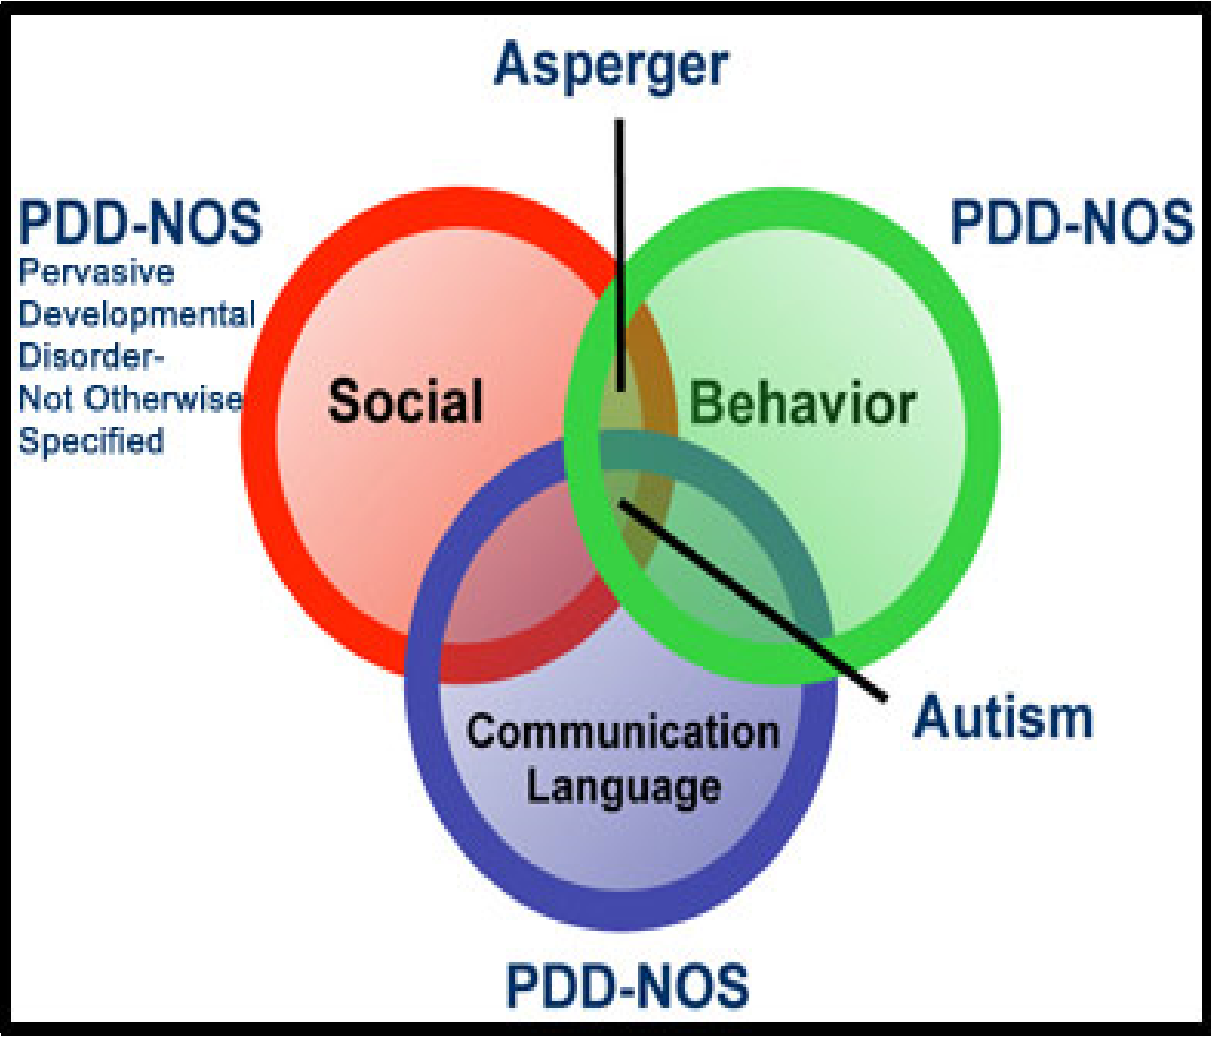 Asperger
PDD-NOS
Pervasive
Developmental
Disorder-
Not Otherwise
Specified
PDD-NOS
Social
Behavior
Communication
Language
Autism
PDD-NOS